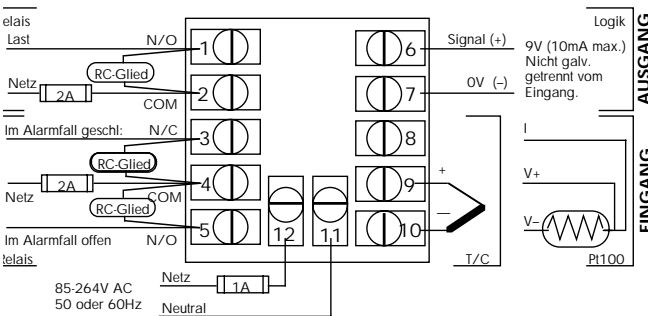 elais
Last
N/O
1
RC-Glied
Netz
2A
COM
2
Im Alarmfall geschl:
N/C
3
RC-Glied
4
2A
Netz
COM
RC-Glied
5
Im Alarmfall offen
N/O
Relais
12
11
85-264V AC
50 oder 60Hz
Netz
1A
Neutral
6
Signal (+)
Logik
9V (10mA max.)
Nicht galv.
getrennt vom
Eingang.
7
0V (–)
AUSGANG
8
9
+
—
10
T/C
I
V+
V–
Pt100
EINGANG